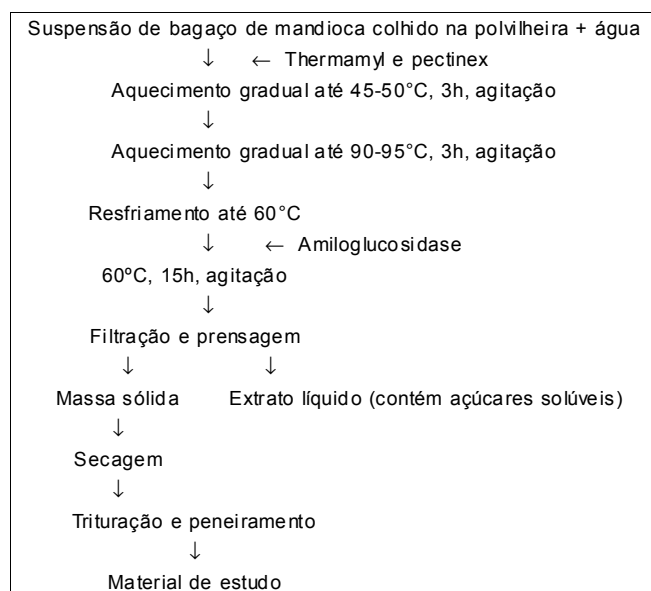 Suspensão de bagaço de mandioca colhido na polvilheira + água
↓ ← Thermamyl e pectinex
Aquecimento gradual até 45-50°C, 3h, agitação
↓
Aquecimento gradual até 90-95°C, 3h, agitação
↓
Resfriamento até 60°C
↓ ← Amiloglucosidase
60ºC, 15h, agitação
↓
Filtração e prensagem
↓ ↓
Massa sólida Extrato líquido (contém açúcares solúveis)
↓
Secagem
↓
Trituração e peneiramento
↓
Material de estudo